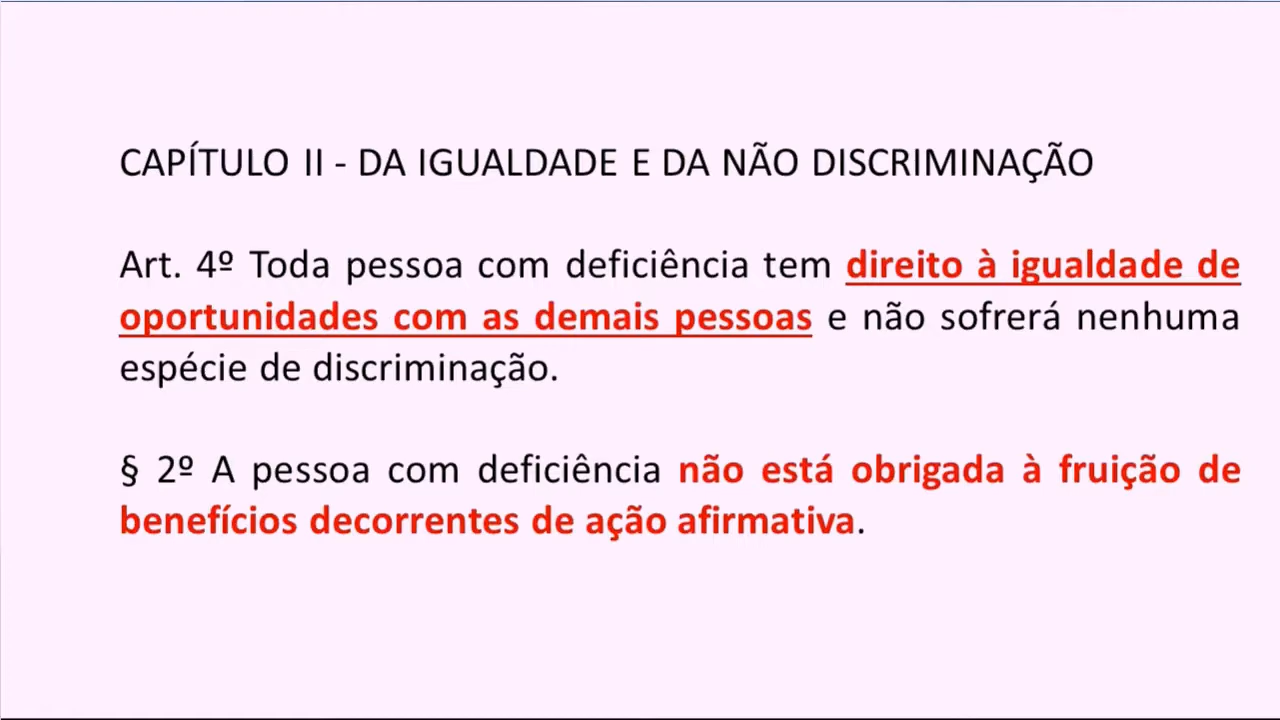 CAPÍTULO II - DA IGUALDADE E DA NÃO DISCRIMINAÇÃO
Art. 4º Toda pessoa com deficiência tem direito à igualdade de
oportunidades com as demais pessoas e não sofrerá nenhuma
espécie de discriminação.
§ 2º A pessoa com deficiência não está obrigada à fruição de
benefícios decorrentes de ação afirmativa.